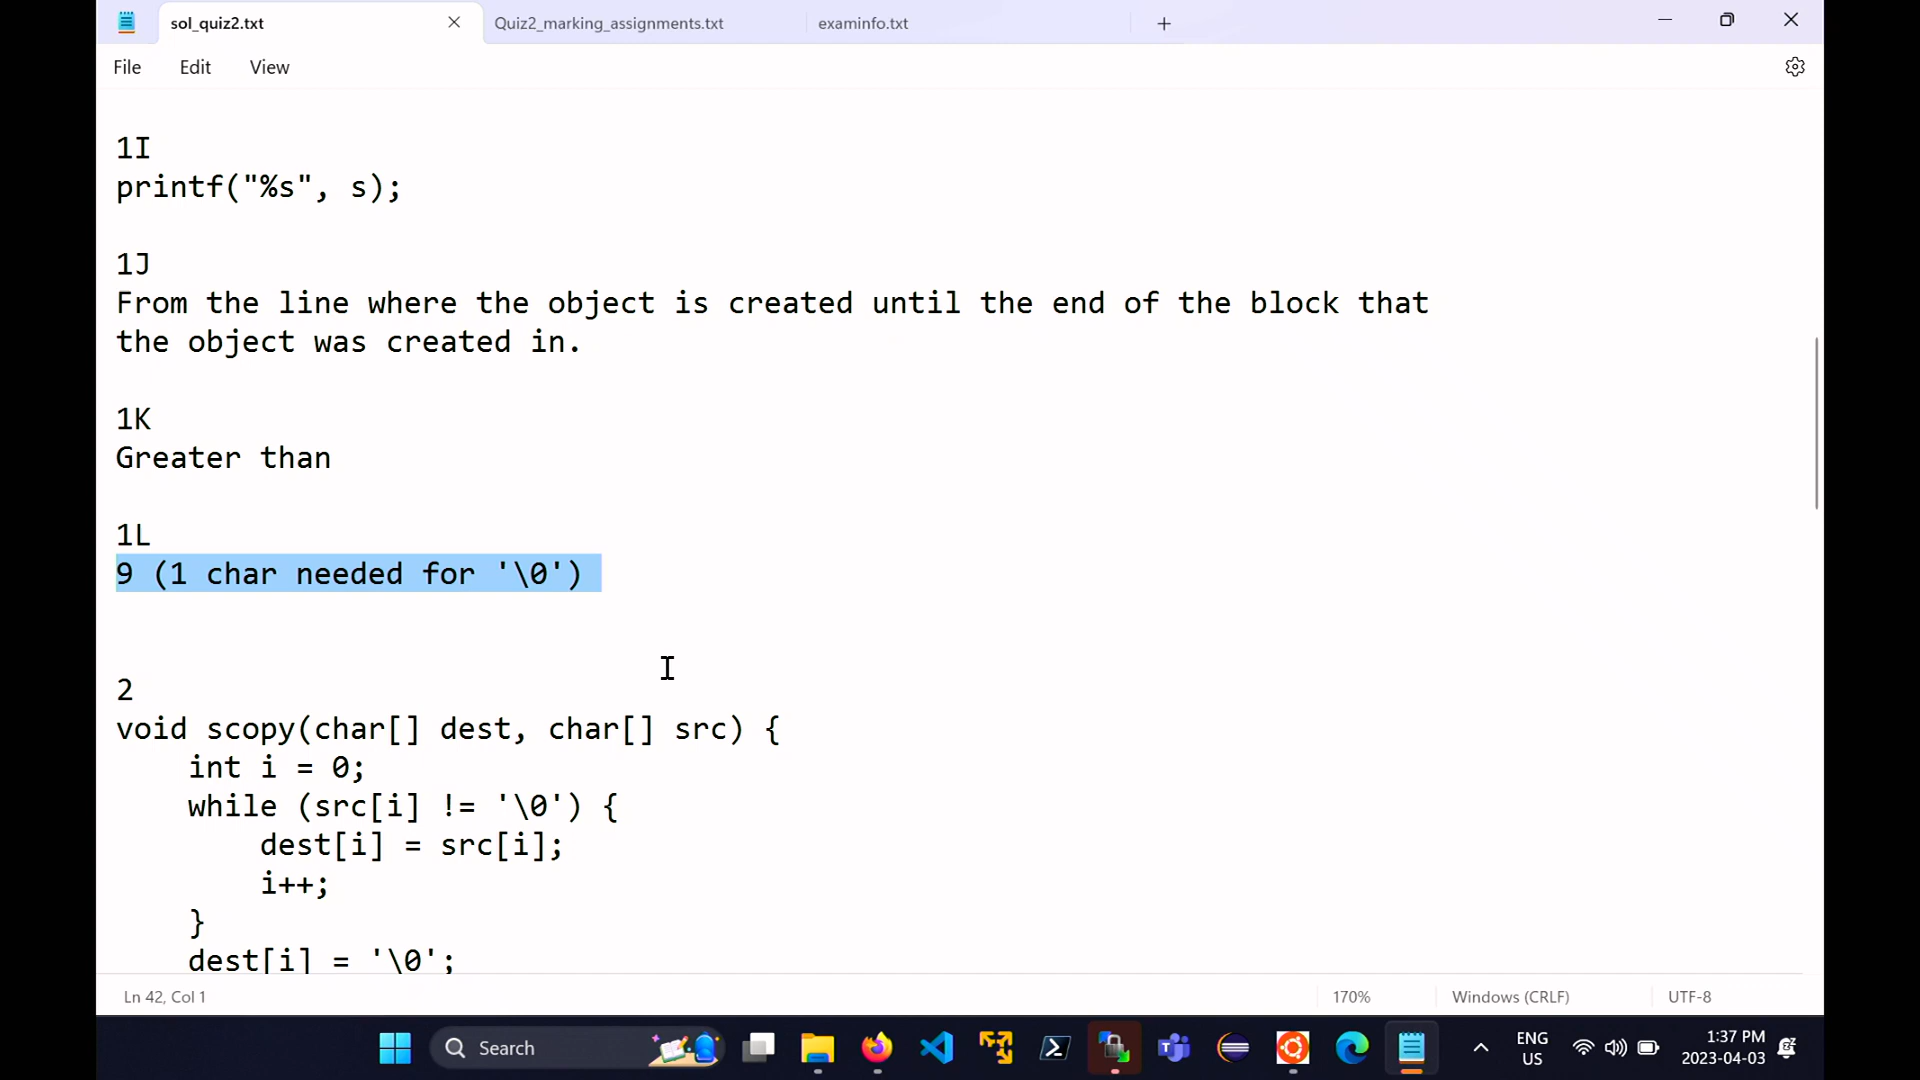 sol_quiz2.txt
Quiz2_marking_assignments.txt
examinfo.txt
File Edit View
1I
printf("%s", s);
1J
From the line where the object is created until the end of the block that
the object was created in.
1K
Greater than
1L
9 (1 char needed for '\0')
2
void scopy(char[] dest, char[] src) {
    int i = 0;
    while (src[i] != '\0') {
        dest[i] = src[i];
        i++;
    }
    dest[i] = '\0';
Ln 42, Col 1
170%
Windows (CRLF)
UTF-8
Search
ENG
US
1:37 PM
2023-04-03